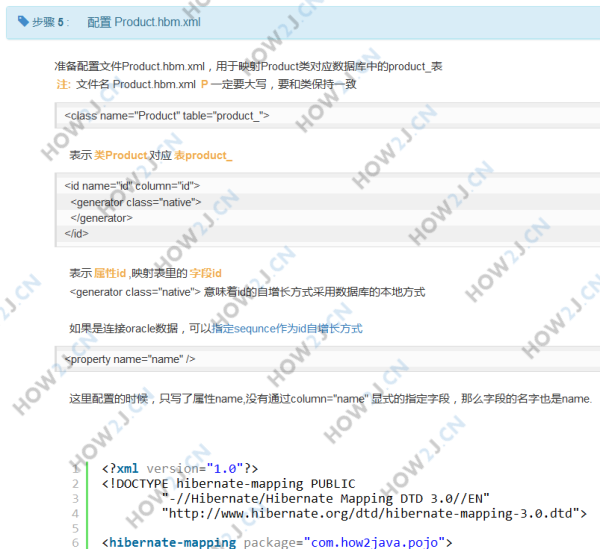 步骤 5 : 配置 Product.hbm.xml
准备配置文件Product.hbm.xml，用于映射Product类对应数据库中的product_表
注: 文件名 Product.hbm.xml P 一定要大写，要和类保持一致
<class name="Product" table="product_">
表示 类Product,对应 表product_
<id name="id" column="id">
<generator class="native">
</generator>
</id>
表示 属性id ,映射表里的 字段id
<generator class="native"> 意味着id的自增长方式采用数据库的本地方式
如果是连接oracle数据，可以指定sequnce作为id自增长方式
<property name="name" />
这里配置的时候，只写了属性name,没有通过column="name" 显式的指定字段，那么字段的名字也是name.
1 <?xml version="1.0"?>
2 <!DOCTYPE hibernate-mapping PUBLIC
3 "-//Hibernate/Hibernate Mapping DTD 3.0//EN"
4 "http://www.hibernate.org/dtd/hibernate-mapping-3.0.dtd">
5
6 <hibernate-mapping package="com.how2java.pojo">
HOW2J.CN
HOW2J.CN
HOW2J.CN
HOW2J.CN
HOW2J.CN
HOW2J.CN
HOW2J.CN
HOW2J.CN
HOW2J.CN
HOW2J.CN
HOW2J.CN
HOW2J.CN